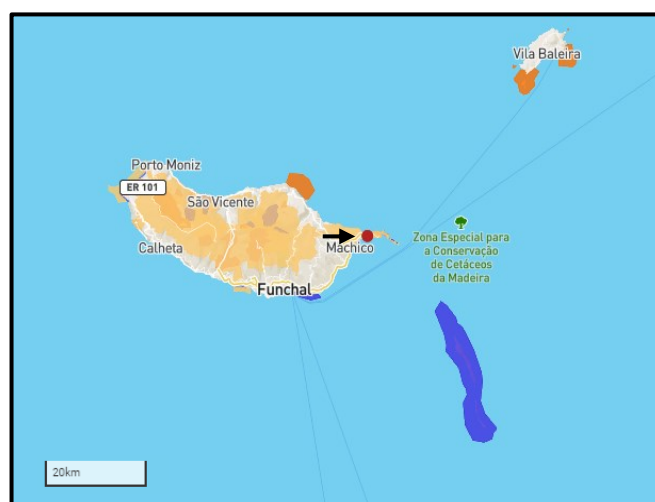 Vila Baleira
Porto Moniz
ER 101
São Vicente
Calheta
Machico
Zona Especial para
a Conservação
de Cetáceos
da Madeira
Funchal
20km